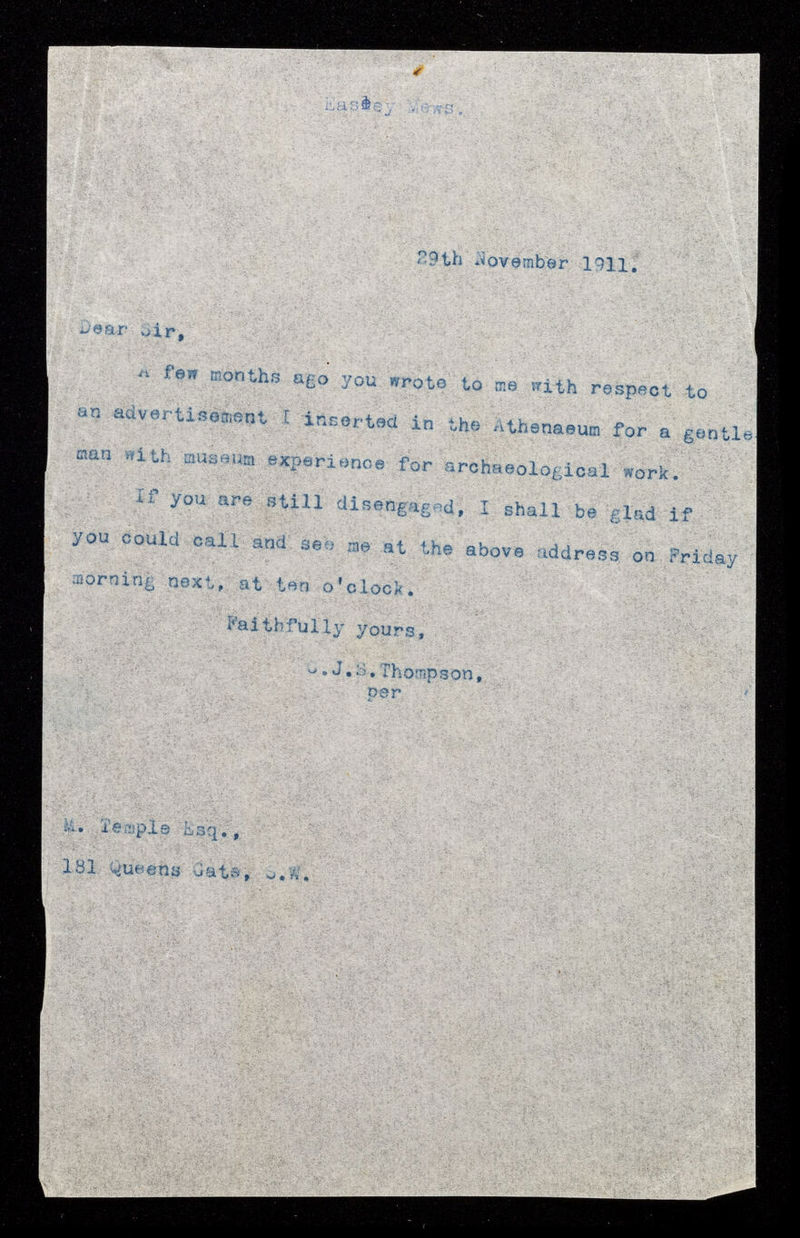 Eastey Mews.
29th November 1911.
Dear Sir,
A few months ago you wrote to me with respect to
an advertisement I inserted in the Athenaeum for a gentle-
man with museum experience for archaeological work.
If you are still disengaged, I shall be glad if
you could call and see me at the above address on Friday
morning next, at ten o'clock.
Faithfully yours,
C.J.S.Thompson,
per
M. Temple Esq.,
181 Queens Gate, S.W.